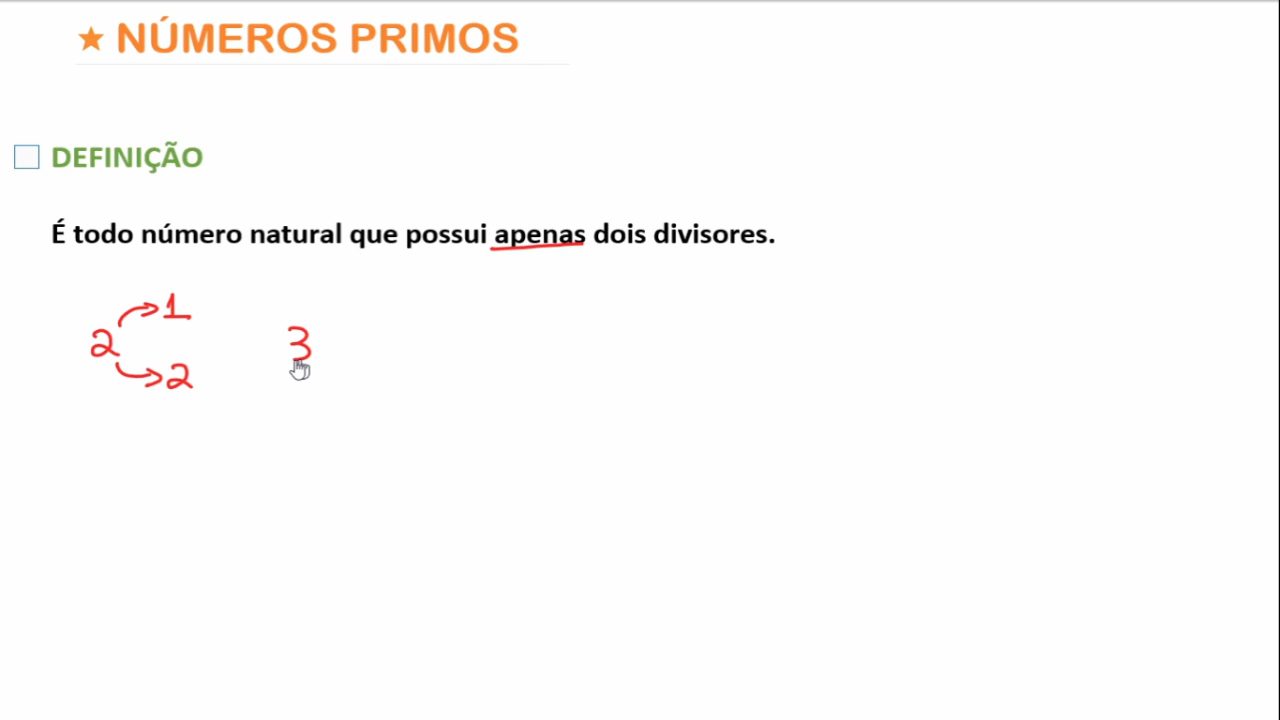 ★ NÚMEROS PRIMOS
DEFINIÇÃO
É todo número natural que possui apenas dois divisores.
1
2 3
2